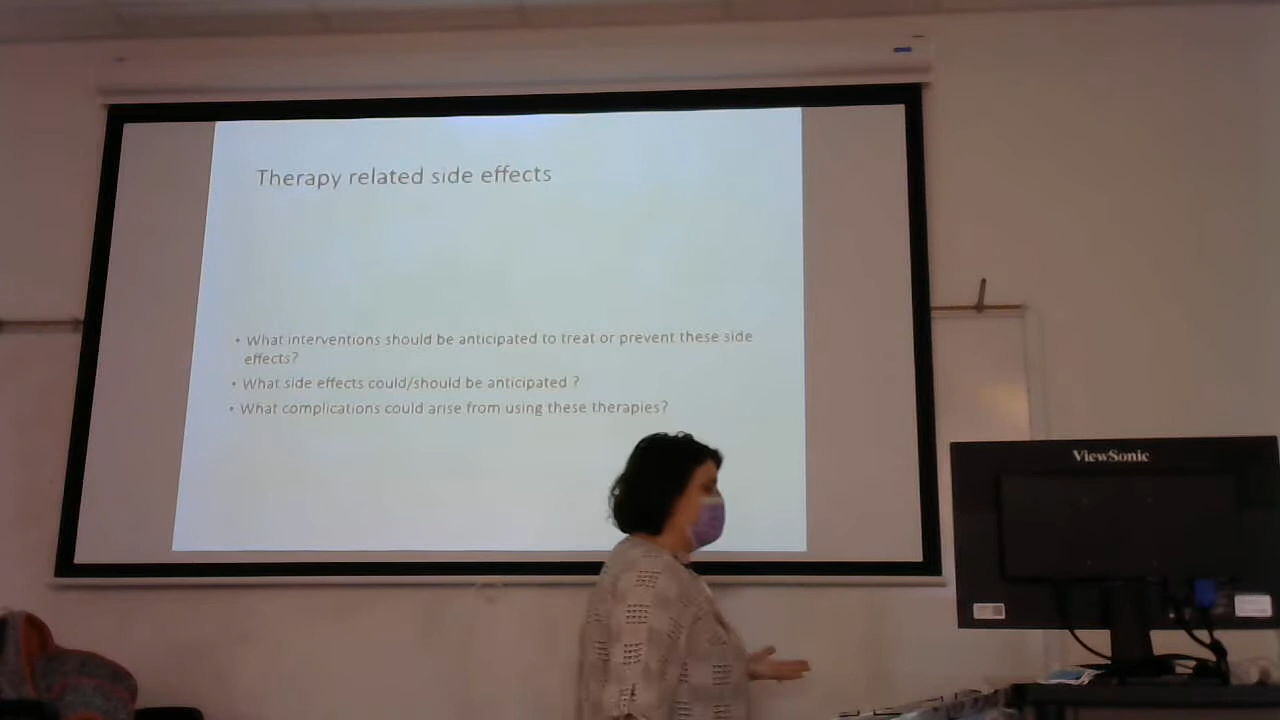 Therapy related side effects
• What interventions should be anticipated to treat or prevent these side
effects?
• What side effects could/should be anticipated ?
• What complications could arise from using these therapies?
ViewSonic